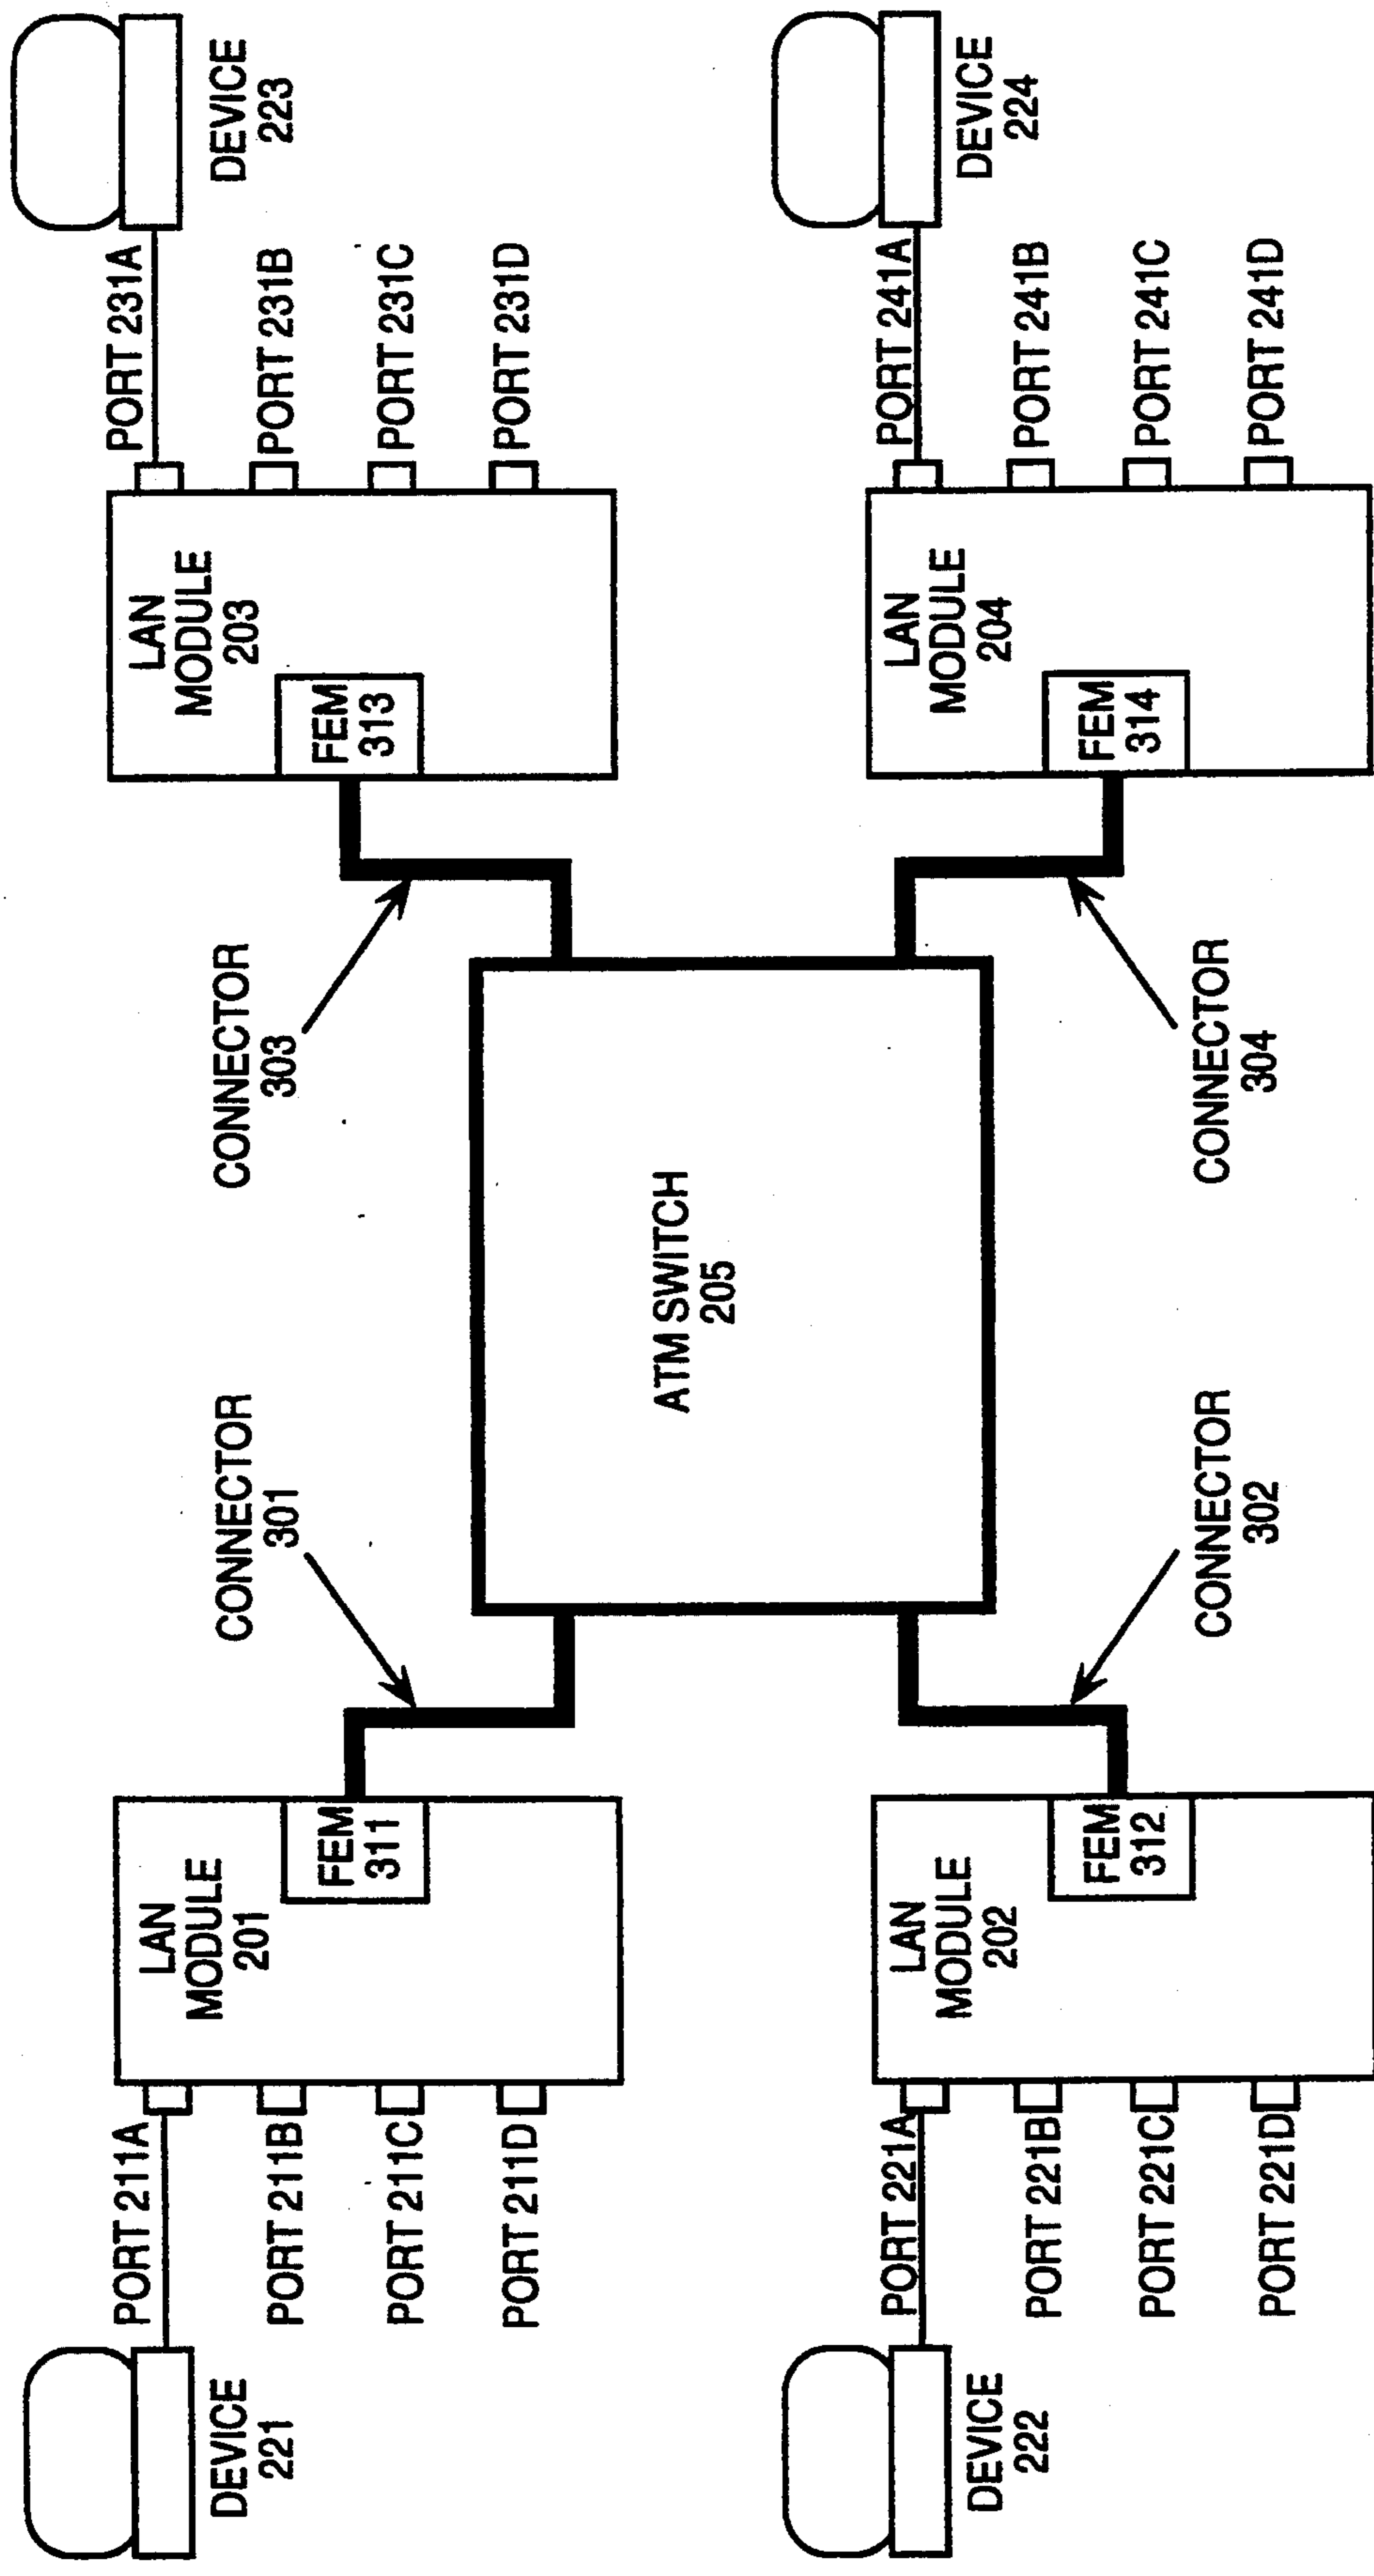 DEVICE
221
PORT 211A
PORT 211B
PORT 211C
PORT 211D
LAN
MODULE
201
FEM
311
CONNECTOR
301
CONNECTOR
303
LAN
MODULE
203
FEM
313
PORT 231A
PORT 231B
PORT 231C
PORT 231D
DEVICE
223
ATM SWITCH
205
DEVICE
222
PORT 221A
PORT 221B
PORT 221C
PORT 221D
LAN
MODULE
202
FEM
312
CONNECTOR
302
CONNECTOR
304
LAN
MODULE
204
FEM
314
PORT 241A
PORT 241B
PORT 241C
PORT 241D
DEVICE
224